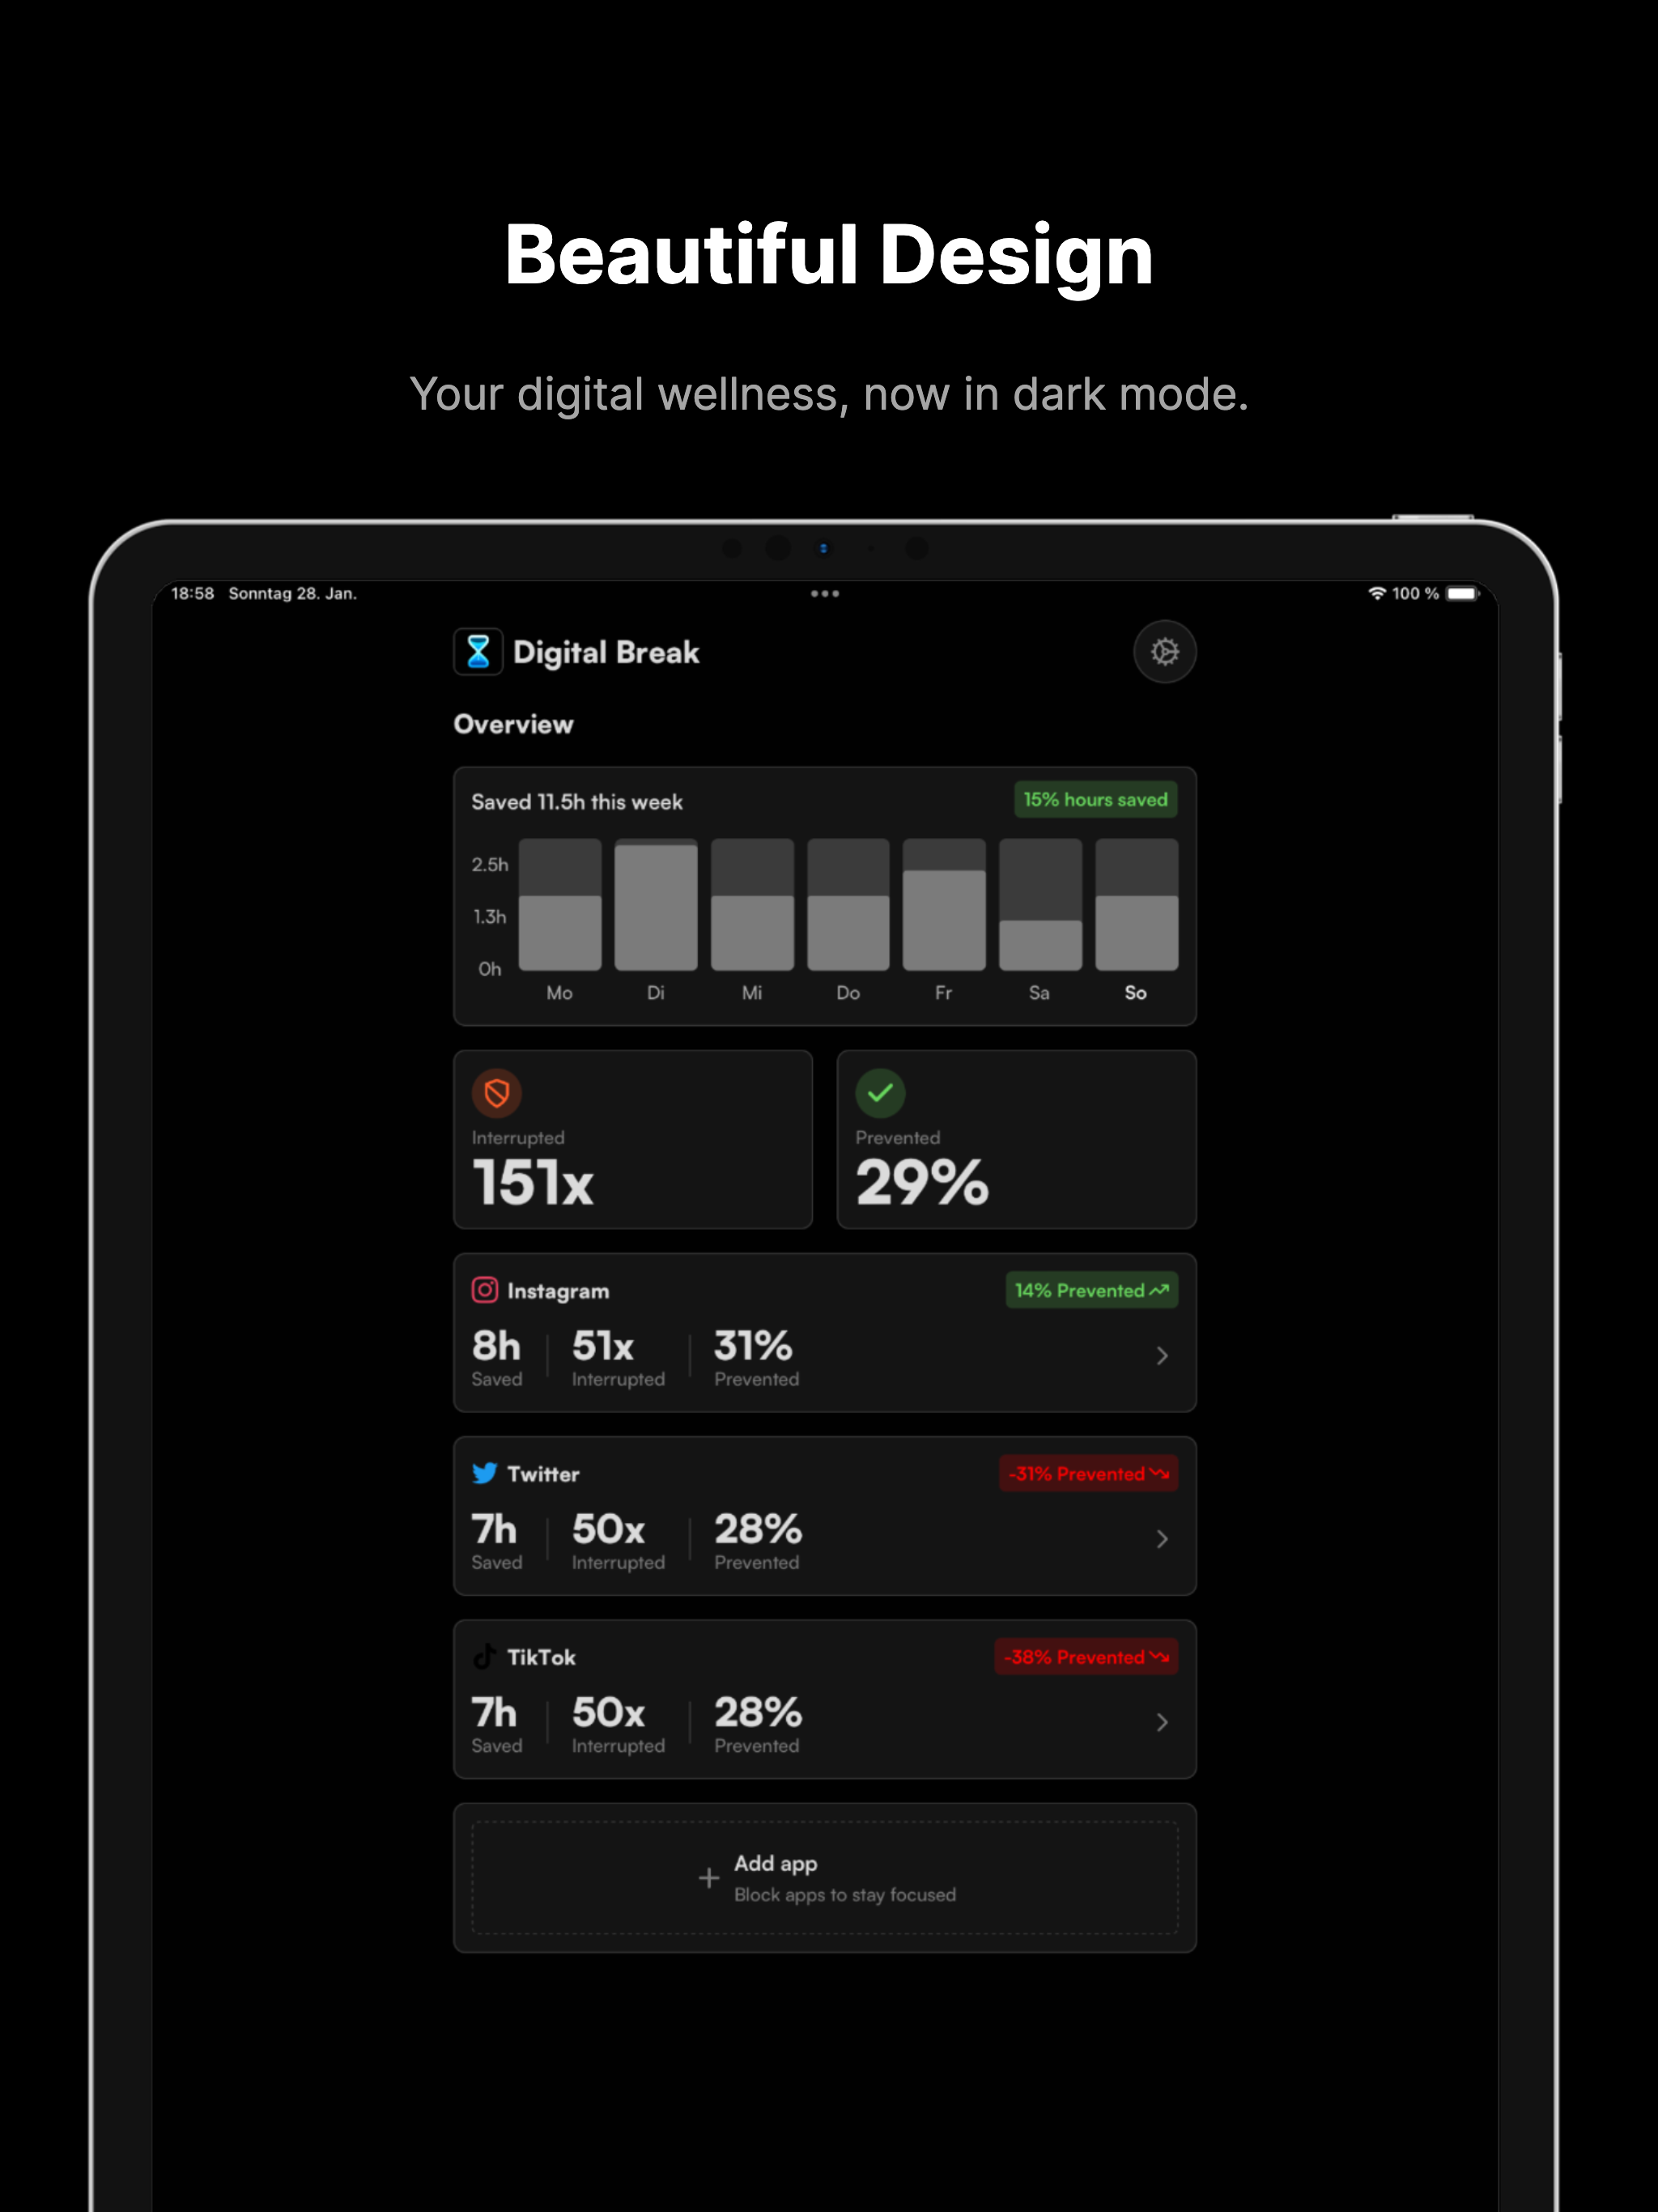 Beautiful Design
Your digital wellness, now in dark mode.
18:58 Sonntag 28. Jan.
100 %
Digital Break
Overview
Saved 11.5h this week
15% hours saved
2.5h
1.3h
0h
Mo Di Mi Do Fr Sa So
Interrupted
151x
Prevented
29%
Instagram
14% Prevented
8h 51x 31%
Saved Interrupted Prevented
Twitter
-31% Prevented
7h 50x 28%
Saved Interrupted Prevented
TikTok
-38% Prevented
7h 50x 28%
Saved Interrupted Prevented
Add app
Block apps to stay focused